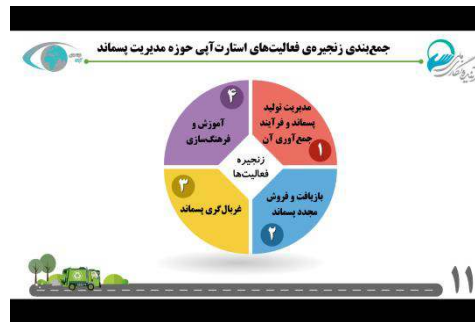 جمع‌بندی زنجیره‌ی فعالیت‌های استارت‌آپی حوزه مدیریت پسماند
مدیریت تولید
پسماند و فرآیند
جمع‌آوری آن
۱
بازیافت و فروش
مجدد پسماند
۲
۳
غربال‌گری پسماند
۴
آموزش و
فرهنگ‌سازی
زنجیره
فعالیت‌ها
۱۱